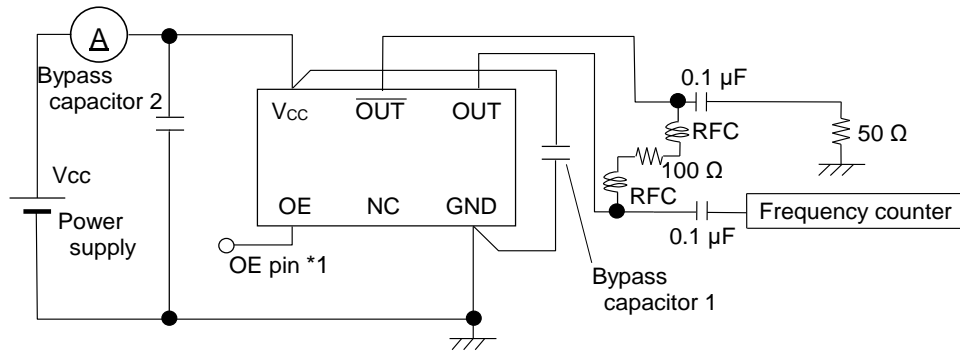 A
Bypass
capacitor 2
0.1 µF
VCC
OUT
OUT
RFC
50 Ω
100 Ω
Vcc
RFC
OE
NC
GND
Frequency counter
Power
supply
0.1 µF
OE pin *1
Bypass
capacitor 1